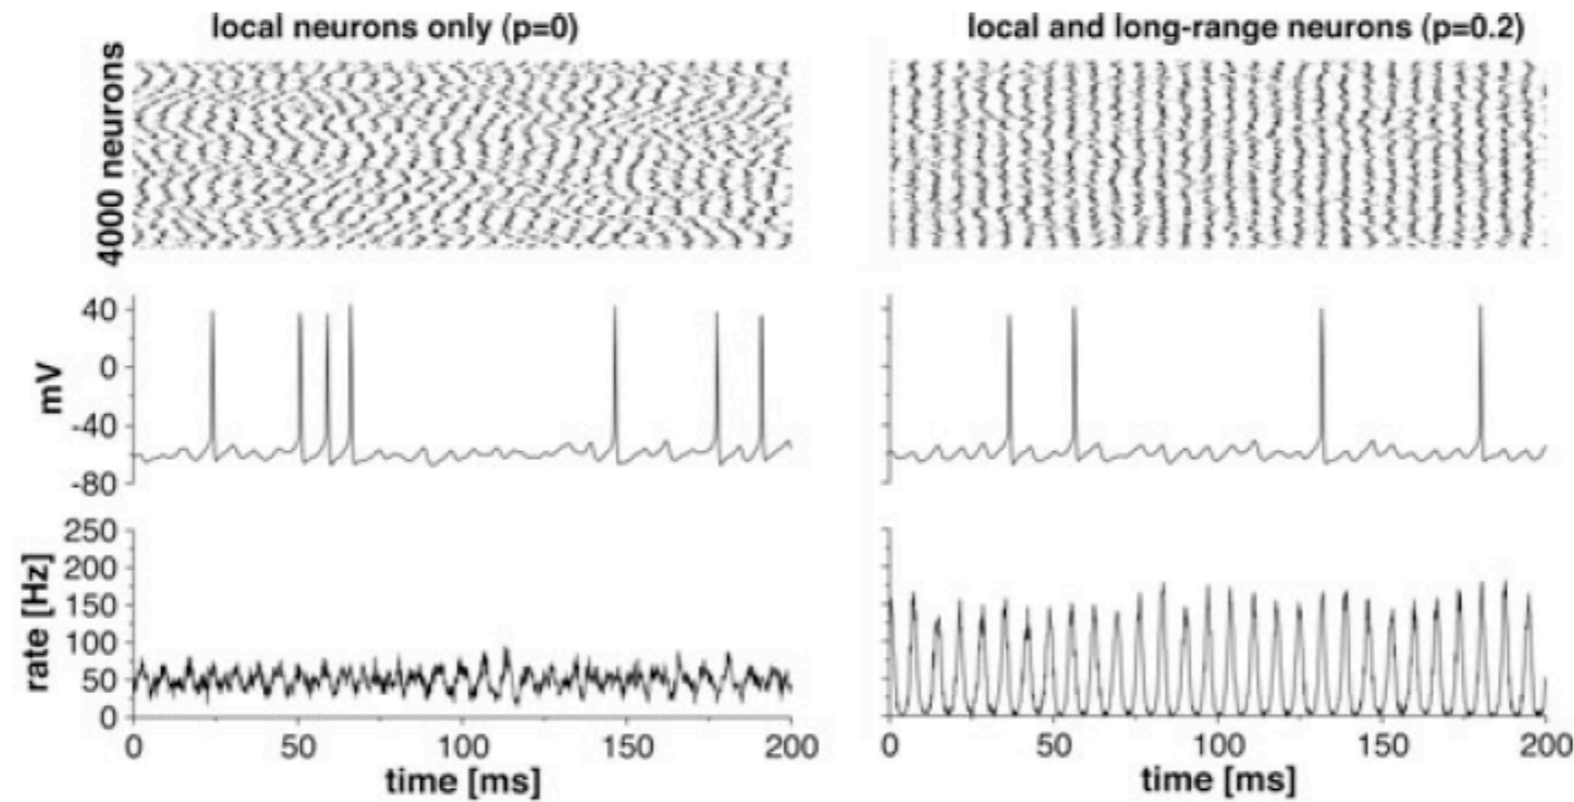 local neurons only (p=0)
local and long-range neurons (p=0.2)
4000 neurons
mV
40
0
-40
-80
rate [Hz]
250
200
150
100
50
0
0 50 100 150 200
time [ms]
0 50 100 150 200
time [ms]